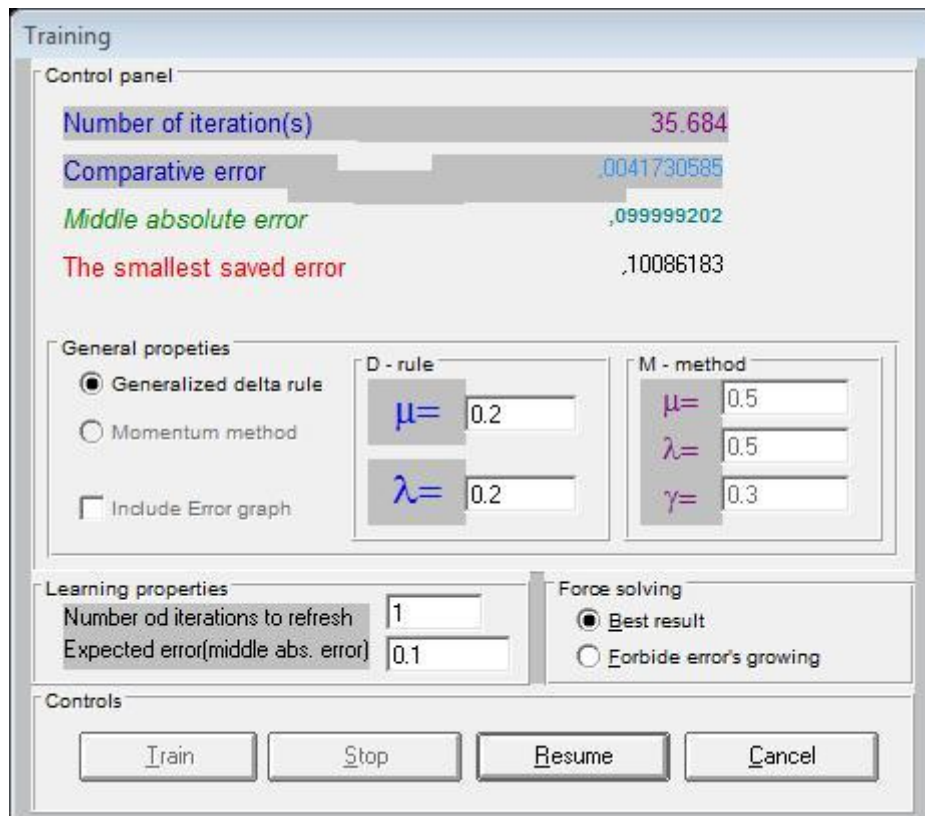 Training
Control panel
Number of iteration(s) 35.684
Comparative error ,0041730585
Middle absolute error ,099999202
The smallest saved error ,10086183
General propeties
Generalized delta rule
Momentum method
Include Error graph
D - rule
μ= 0.2
λ= 0.2
M - method
μ= 0.5
λ= 0.5
γ= 0.3
Learning properties
Number od iterations to refresh 1
Expected error(middle abs. error) 0.1
Force solving
Best result
Forbide error's growing
Controls
Train Stop Resume Cancel